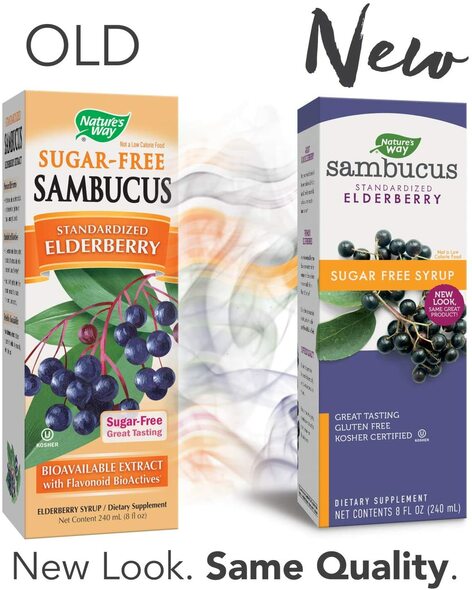 OLD
New
Nature's
Way
®
Not a Low Calorie Food
SUGAR-FREE
SAMBUCUS
STANDARDIZED
ELDERBERRY
Sugar-Free
Great Tasting
U
KOSHER
BIOAVAILABLE EXTRACT
with Flavonoid BioActives
ELDERBERRY SYRUP / Dietary Supplement
Net Content 240 mL (8 fl oz)
SAMBUCUS
Nature's
Way
sambucus
STANDARDIZED
ELDERBERRY
Not a Low
Calorie Food
SUGAR FREE SYRUP
NEW
LOOK,
SAME GREAT
PRODUCT!
GREAT TASTING
GLUTEN FREE
KOSHER CERTIFIED
U
KOSHER
DIETARY SUPPLEMENT
NET CONTENTS 8 FL OZ (240 mL)
New Look. Same Quality.